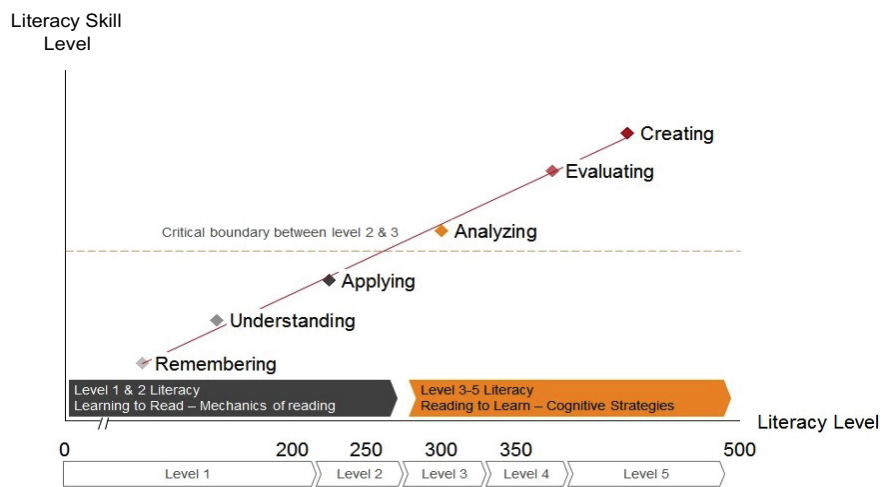 Literacy Skill
Level
Creating
Evaluating
Critical boundary between level 2 & 3
Analyzing
Applying
Understanding
Remembering
Level 1 & 2 Literacy
Learning to Read – Mechanics of reading
Level 3-5 Literacy
Reading to Learn – Cognitive Strategies
Literacy Level
0 200 250 300 350 500
Level 1 Level 2 Level 3 Level 4 Level 5